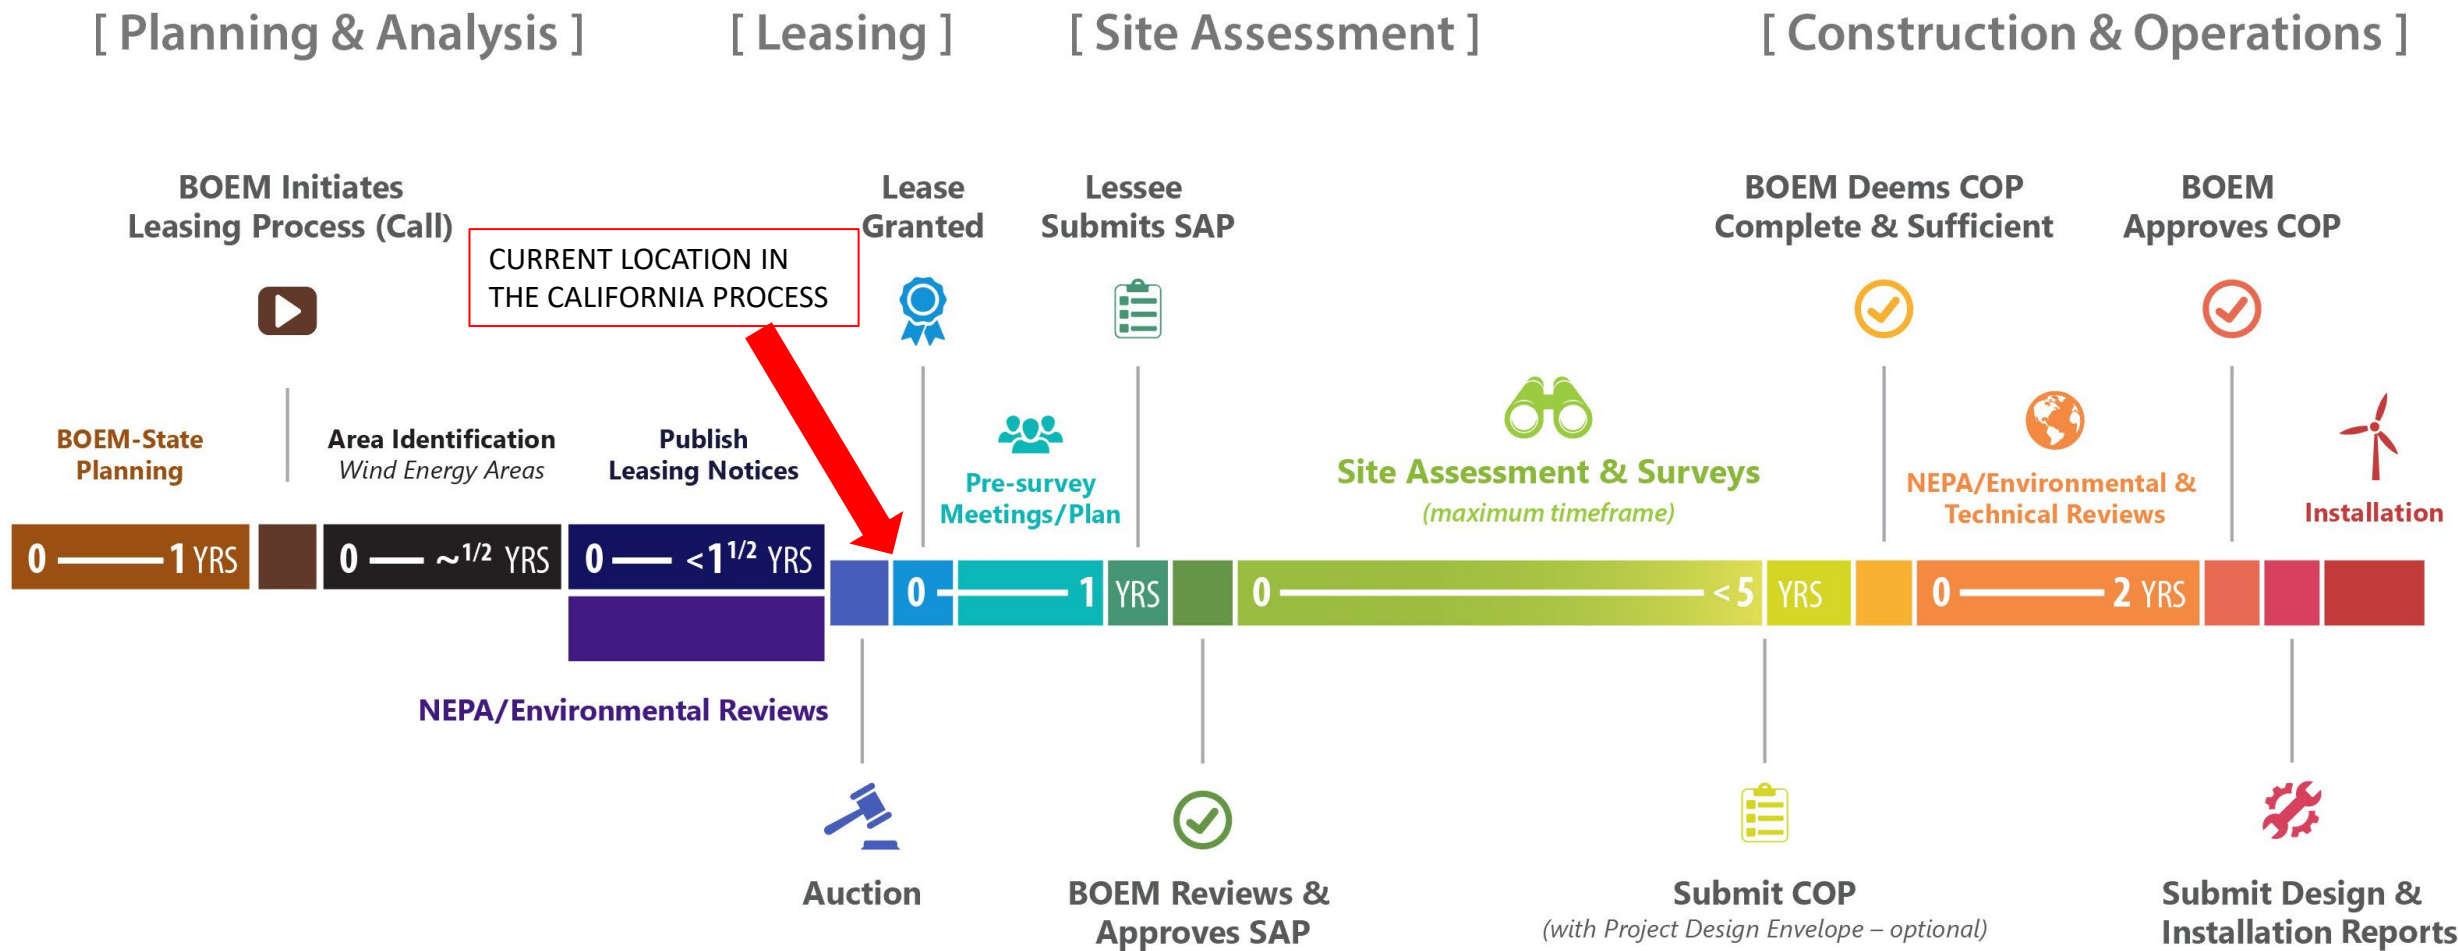 [ Planning & Analysis ]
[ Leasing ]
[ Site Assessment ]
[ Construction & Operations ]
BOEM Initiates
Leasing Process (Call)
CURRENT LOCATION IN
THE CALIFORNIA PROCESS
Lease
Granted
Lessee
Submits SAP
BOEM Deems COP
Complete & Sufficient
BOEM
Approves COP
BOEM-State
Planning
Area Identification
Wind Energy Areas
Publish
Leasing Notices
Pre-survey
Meetings/Plan
Site Assessment & Surveys
(maximum timeframe)
NEPA/Environmental &
Technical Reviews
Installation
0 — 1 YRS
0 — ~1/2 YRS
0 — <1 1/2 YRS
0 — 1 YRS
0 — < 5 YRS
0 — 2 YRS
NEPA/Environmental Reviews
Auction
BOEM Reviews &
Approves SAP
Submit COP
(with Project Design Envelope – optional)
Submit Design &
Installation Reports